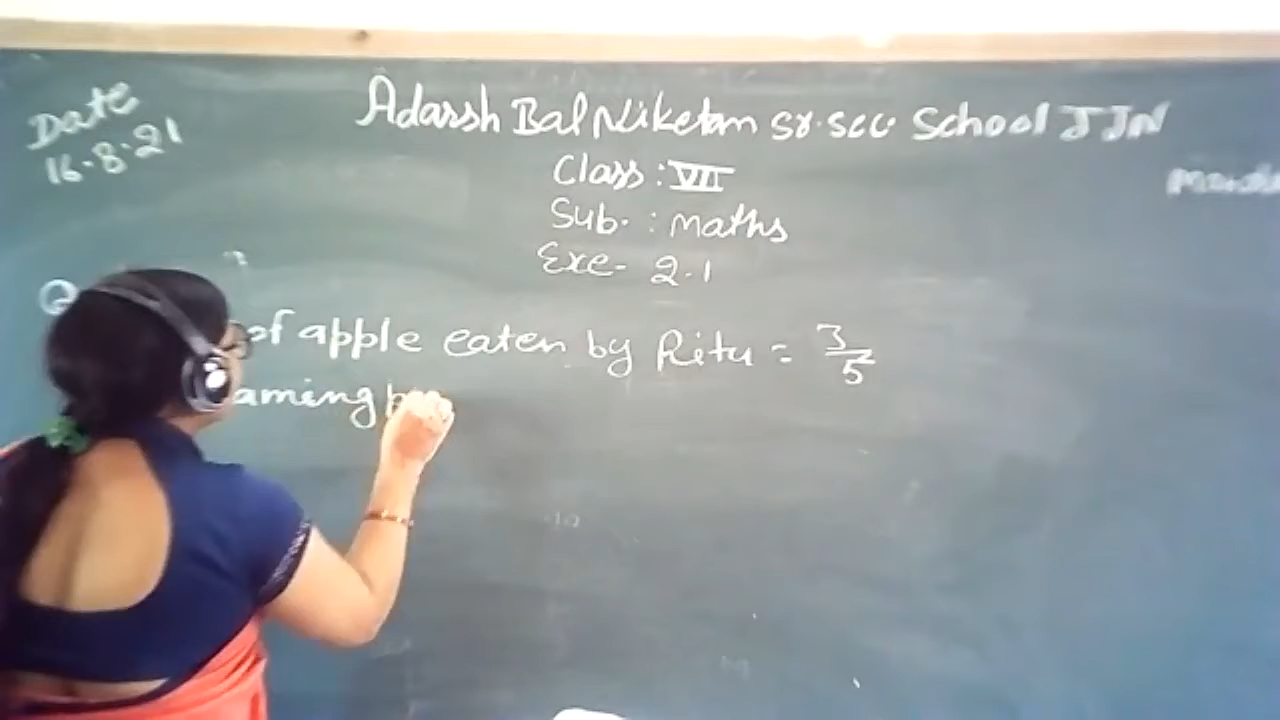 Date
16.8.21
Adarsh Bal Niketan Sr. Sec. School JJN
Class : VII
Sub. : maths
Exe- 2.1
Q
of apple eaten by Ritu = 3/5
aming p